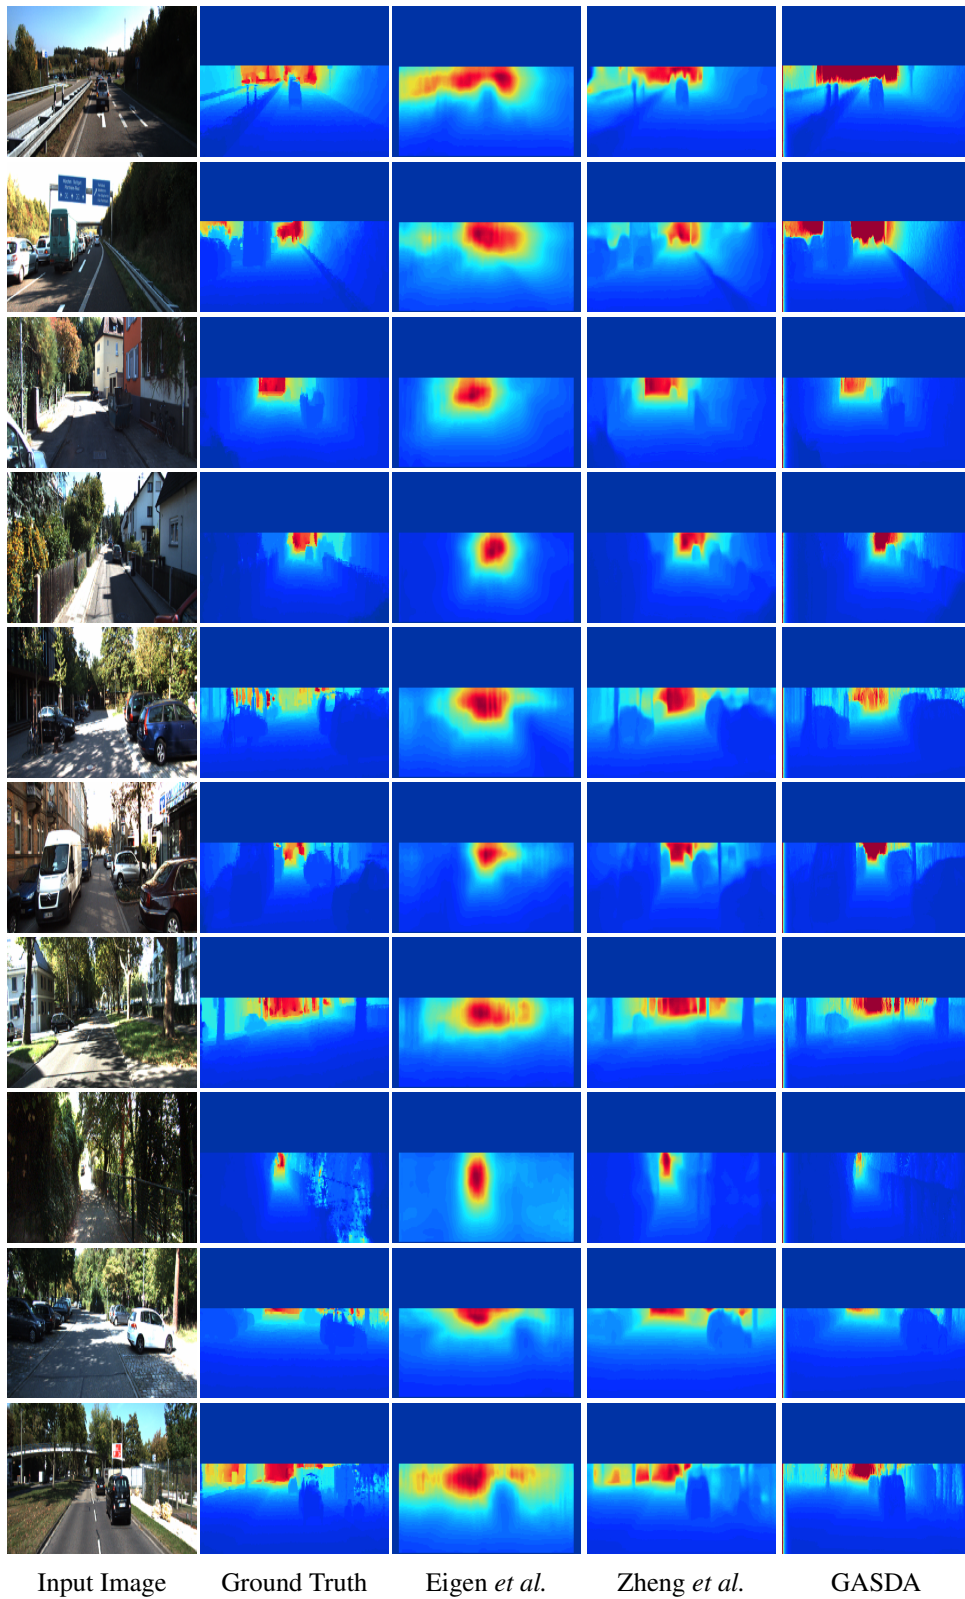 Input Image
Ground Truth
Eigen et al.
Zheng et al.
GASDA